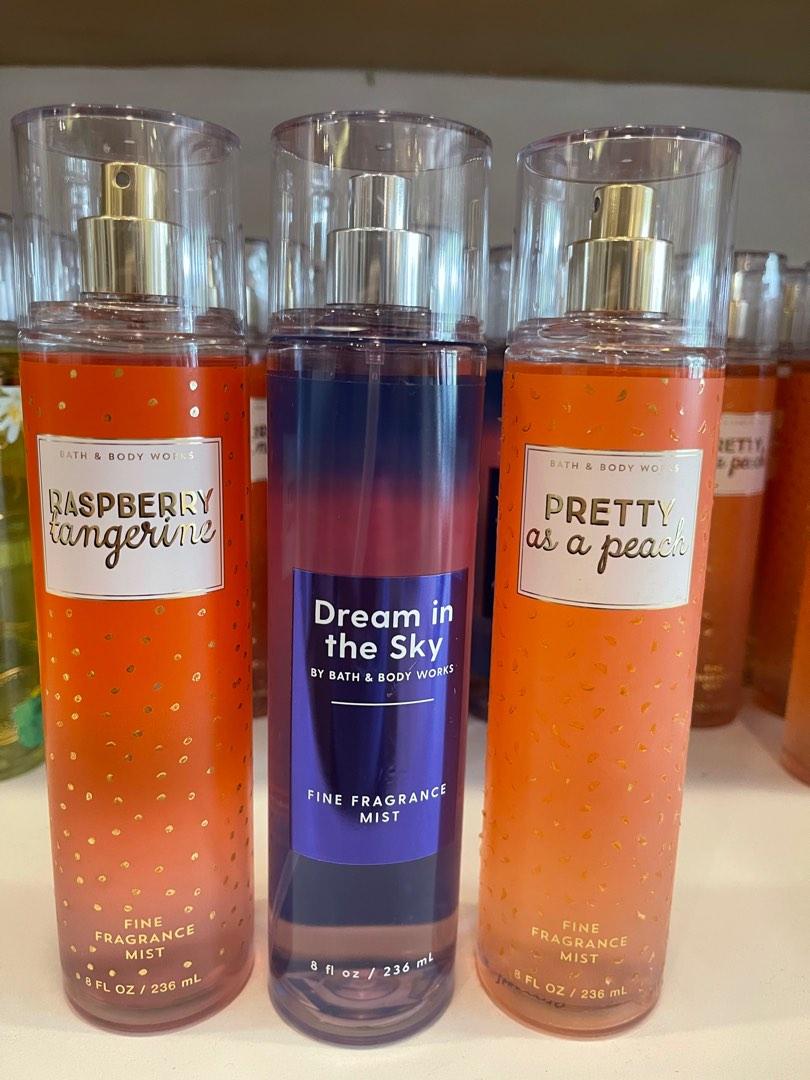 BATH & BODY WORKS
RASPBERRY
tangerine
FINE
FRAGRANCE
MIST
8 FL OZ / 236 mL
Dream in
the Sky
BY BATH & BODY WORKS
FINE FRAGRANCE
MIST
8 fl oz / 236 mL
BATH & BODY WORKS
PRETTY
as a peach
FINE
FRAGRANCE
MIST
8 FL OZ / 236 mL